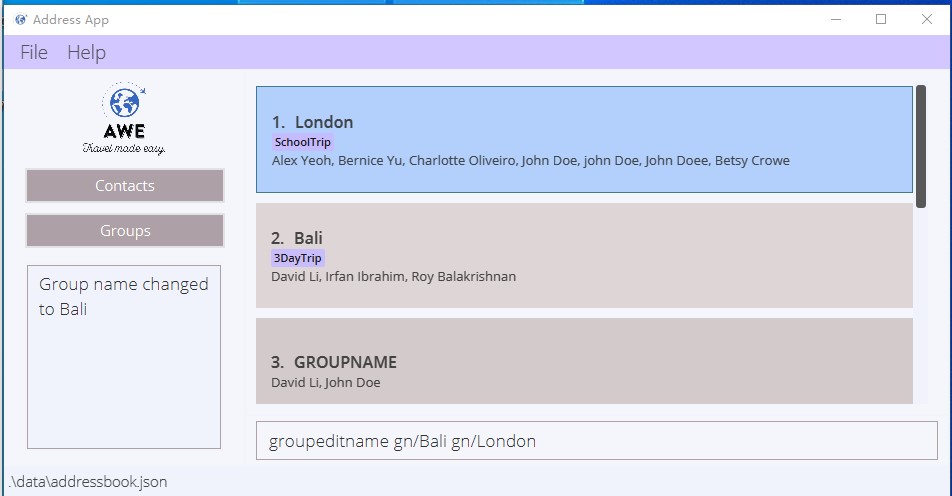 Address App
File Help
AWE
Travel made easy.
Contacts
Groups
Group name changed
to Bali
1. London
SchoolTrip
Alex Yeoh, Bernice Yu, Charlotte Oliveiro, John Doe, john Doe, John Doee, Betsy Crowe
2. Bali
3DayTrip
David Li, Irfan Ibrahim, Roy Balakrishnan
3. GROUPNAME
David Li, John Doe
groupeditname gn/Bali gn/London
.\data\addressbook.json